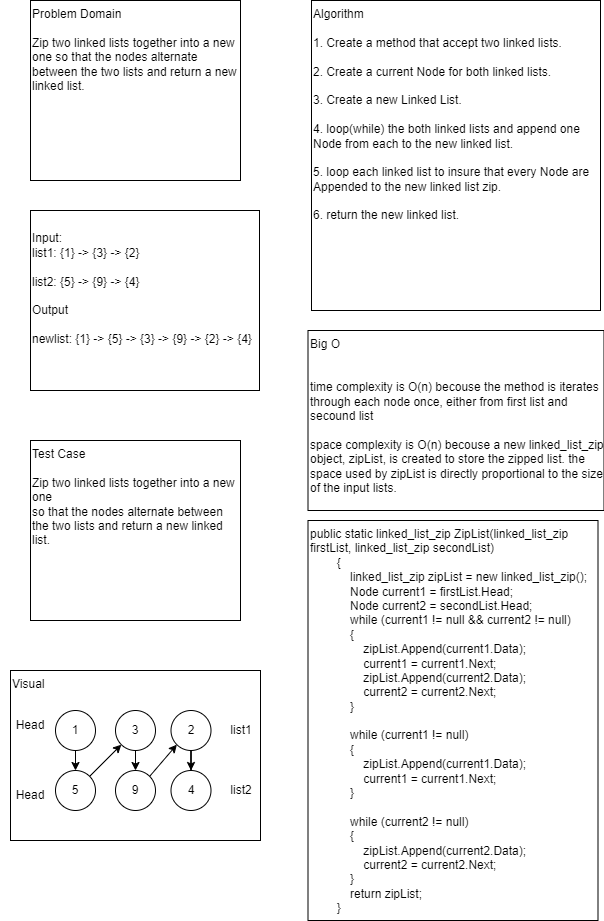 Problem Domain
Zip two linked lists together into a new
one so that the nodes alternate
between the two lists and return a new
linked list.
Input:
list1: {1} -> {3} -> {2}
list2: {5} -> {9} -> {4}
Output
newlist: {1} -> {5} -> {3} -> {9} -> {2} -> {4}
Test Case
Zip two linked lists together into a new
one
so that the nodes alternate between
the two lists and return a new linked
list.
Visual
Head 1 3 2 list1
Head 5 9 4 list2
Algorithm
1. Create a method that accept two linked lists.
2. Create a current Node for both linked lists.
3. Create a new Linked List.
4. loop(while) the both linked lists and append one
Node from each to the new linked list.
5. loop each linked list to insure that every Node are
Appended to the new linked list zip.
6. return the new linked list.
Big O
time complexity is O(n) becouse the method is iterates
through each node once, either from first list and
secound list
space complexity is O(n) becouse a new linked_list_zip
object, zipList, is created to store the zipped list. the
space used by zipList is directly proportional to the size
of the input lists.
public static linked_list_zip ZipList(linked_list_zip
firstList, linked_list_zip secondList)
{
linked_list_zip zipList = new linked_list_zip();
Node current1 = firstList.Head;
Node current2 = secondList.Head;
while (current1 != null && current2 != null)
{
zipList.Append(current1.Data);
current1 = current1.Next;
zipList.Append(current2.Data);
current2 = current2.Next;
}
while (current1 != null)
{
zipList.Append(current1.Data);
current1 = current1.Next;
}
while (current2 != null)
{
zipList.Append(current2.Data);
current2 = current2.Next;
}
return zipList;
}